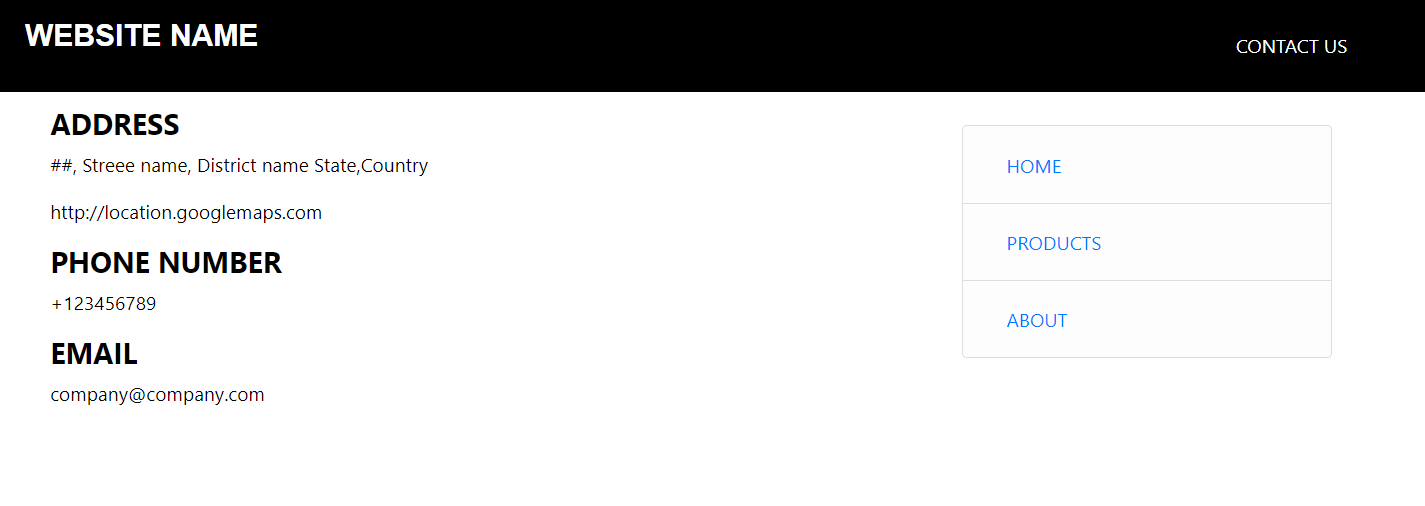 WEBSITE NAME
CONTACT US
ADDRESS
##, Streee name, District name State,Country
http://location.googlemaps.com
PHONE NUMBER
+123456789
EMAIL
company@company.com
HOME
PRODUCTS
ABOUT